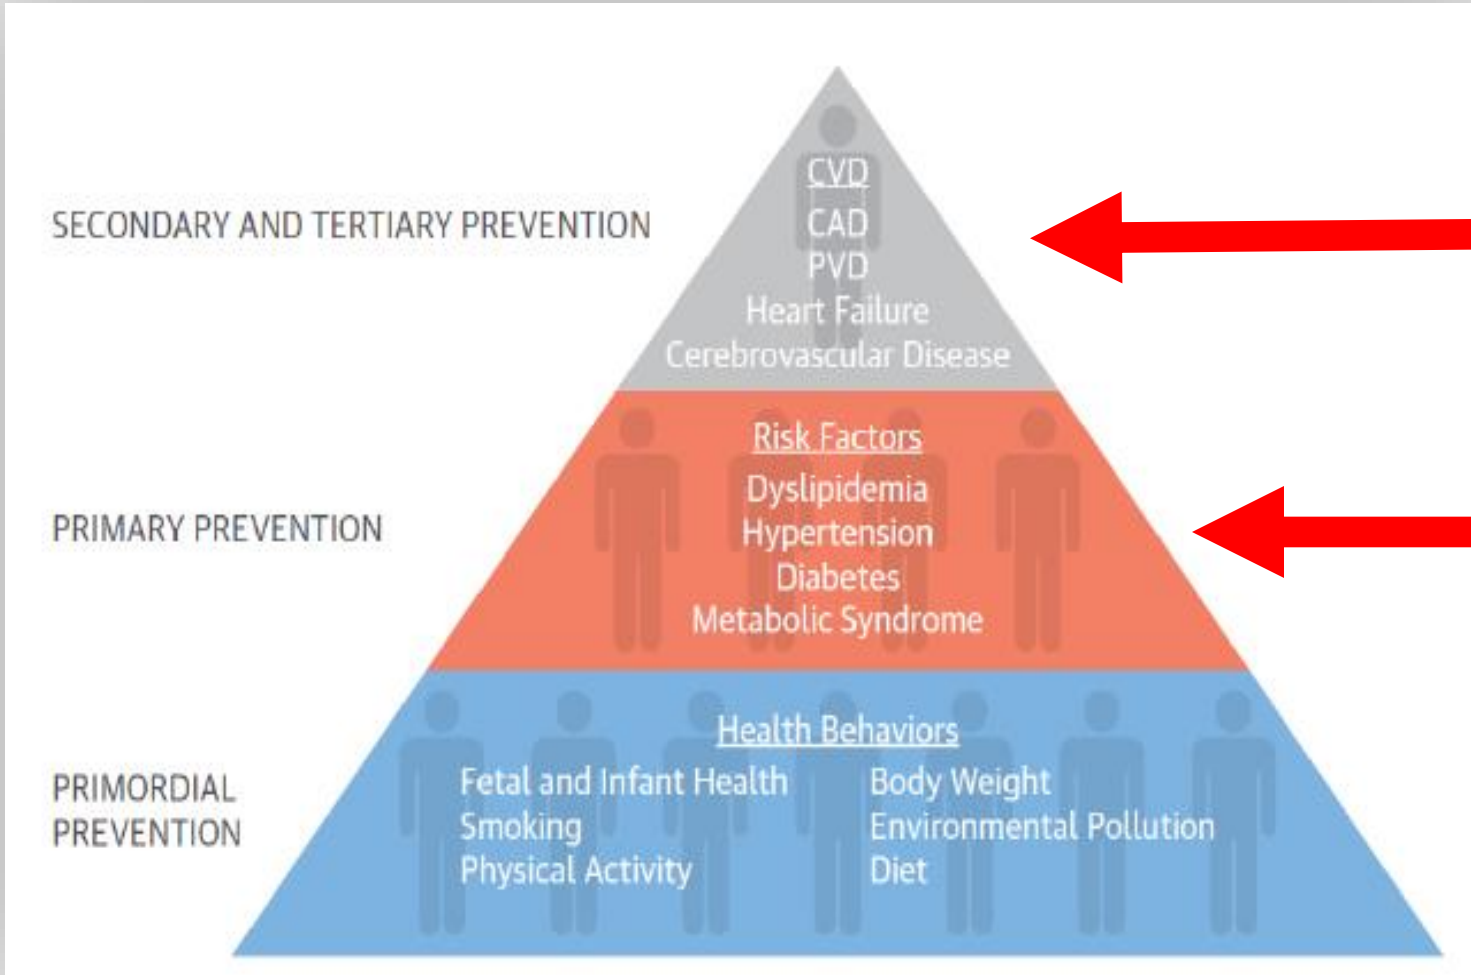 SECONDARY AND TERTIARY PREVENTION
CVD
CAD
PVD
Heart Failure
Cerebrovascular Disease
PRIMARY PREVENTION
Risk Factors
Dyslipidemia
Hypertension
Diabetes
Metabolic Syndrome
PRIMORDIAL
PREVENTION
Health Behaviors
Fetal and Infant Health
Smoking
Physical Activity
Body Weight
Environmental Pollution
Diet